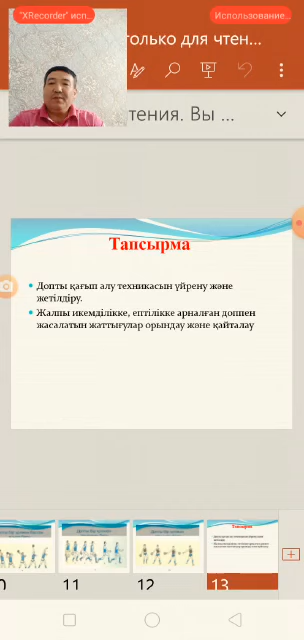 "XRecorder" исп...
Использование...
только для чтен...
тения. Вы ...
Тапсырма
Допты қағып алу техникасын үйрену және
жетілдіру.
Жалпы икемділікке, ептілікке арналған доппен
жасалатын жаттығулар орындау және қайталау
11
12
13